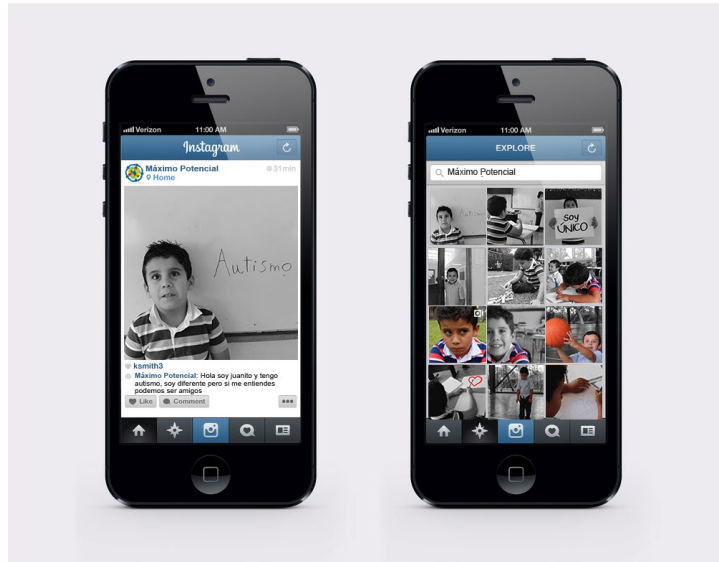 Verizon 11:00 AM
Instagram
Máximo Potencial 31min
Home
Autismo
ksmith3
Máximo Potencial: Hola soy juanito y tengo
autismo, soy diferente pero si me entiendes
podemos ser amigos
Like Comment
Verizon 11:00 AM
EXPLORE
Máximo Potencial
SOY
ÚNICO